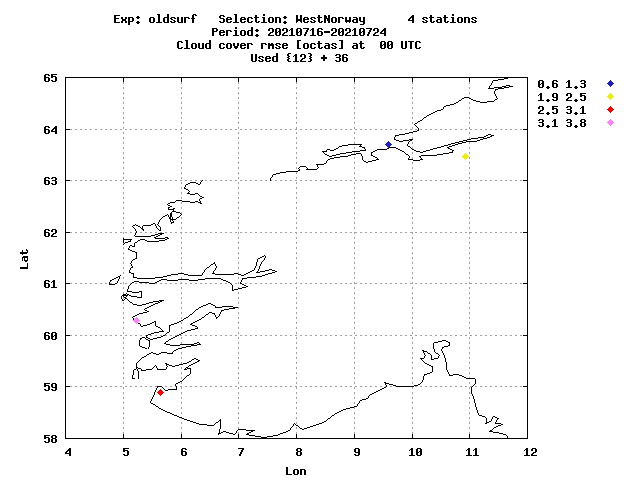 Exp: oldsurf   Selection: WestNorway      4 stations
Period: 20210716-20210724
Cloud cover rmse [octas] at  00 UTC
Used {12} + 36
0.6 1.3
1.9 2.5
2.5 3.1
3.1 3.8
65
64
63
62
61
60
59
58
Lat
4 5 6 7 8 9 10 11 12
Lon